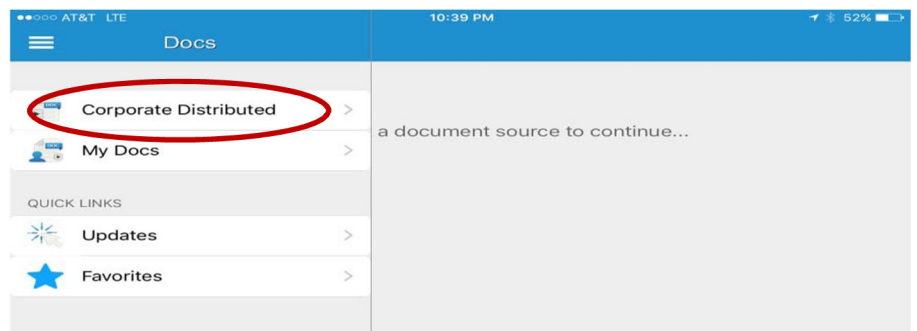 AT&T LTE 10:39 PM 52%
Docs
Corporate Distributed
a document source to continue...
My Docs
QUICK LINKS
Updates
Favorites